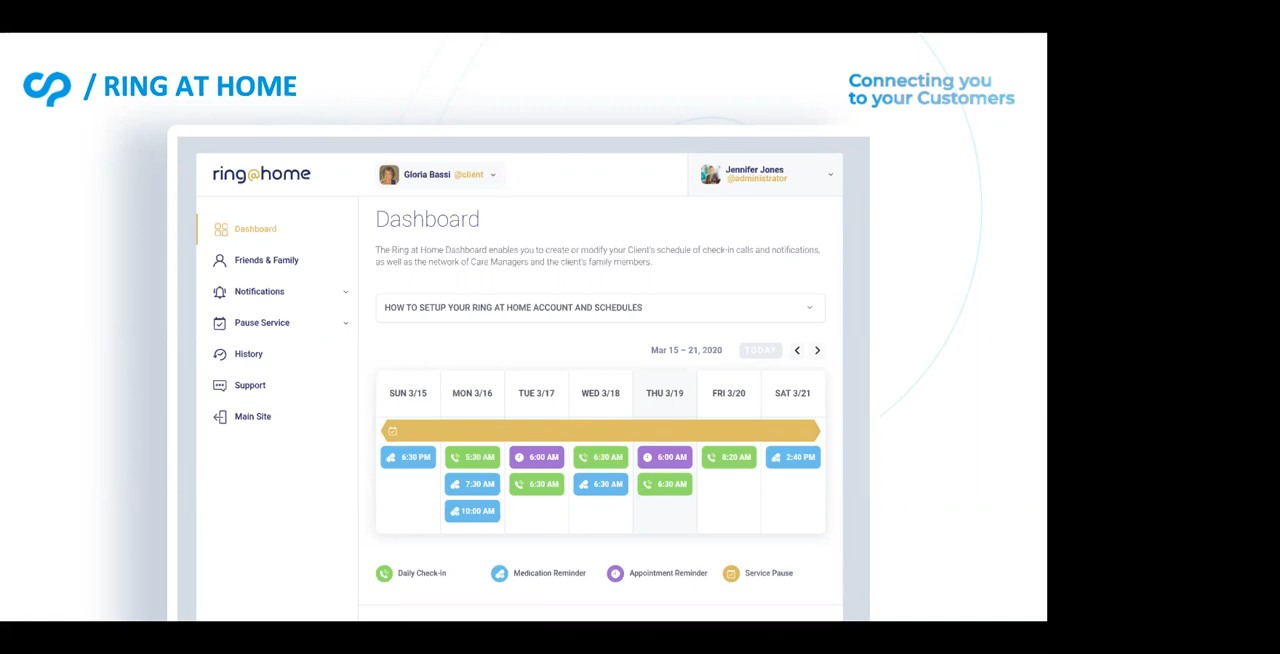 / RING AT HOME
Connecting you
to your Customers
ring@home
Gloria Bassi @client
Jennifer Jones
@administrator
Dashboard
Friends & Family
Notifications
Pause Service
History
Support
Main Site
Dashboard
The Ring at Home Dashboard enables you to create or modify your Client's schedule of check-in calls and notifications,
as well as the network of Care Managers and the client's family members.
HOW TO SETUP YOUR RING AT HOME ACCOUNT AND SCHEDULES
Mar 15 – 21, 2020 TODAY
SUN 3/15 MON 3/16 TUE 3/17 WED 3/18 THU 3/19 FRI 3/20 SAT 3/21
6:30 PM 5:30 AM 6:00 AM 6:30 AM 6:00 AM 8:20 AM 2:40 PM
7:30 AM 6:30 AM 6:30 AM 6:30 AM
10:00 AM
Daily Check-in Medication Reminder Appointment Reminder Service Pause